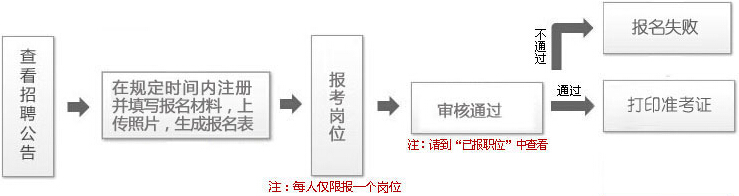 查看招聘公告
在规定时间内注册
并填写报名材料，上
传照片，生成报名表
报考岗位
注：每人仅限报一个岗位
审核通过
注：请到“已报职位”中查看
不通过
报名失败
通过
打印准考证